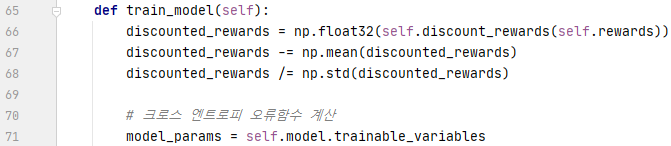 65 def train_model(self):
66 discounted_rewards = np.float32(self.discount_rewards(self.rewards))
67 discounted_rewards -= np.mean(discounted_rewards)
68 discounted_rewards /= np.std(discounted_rewards)
69
70 # 크로스 엔트로피 오류함수 계산
71 model_params = self.model.trainable_variables